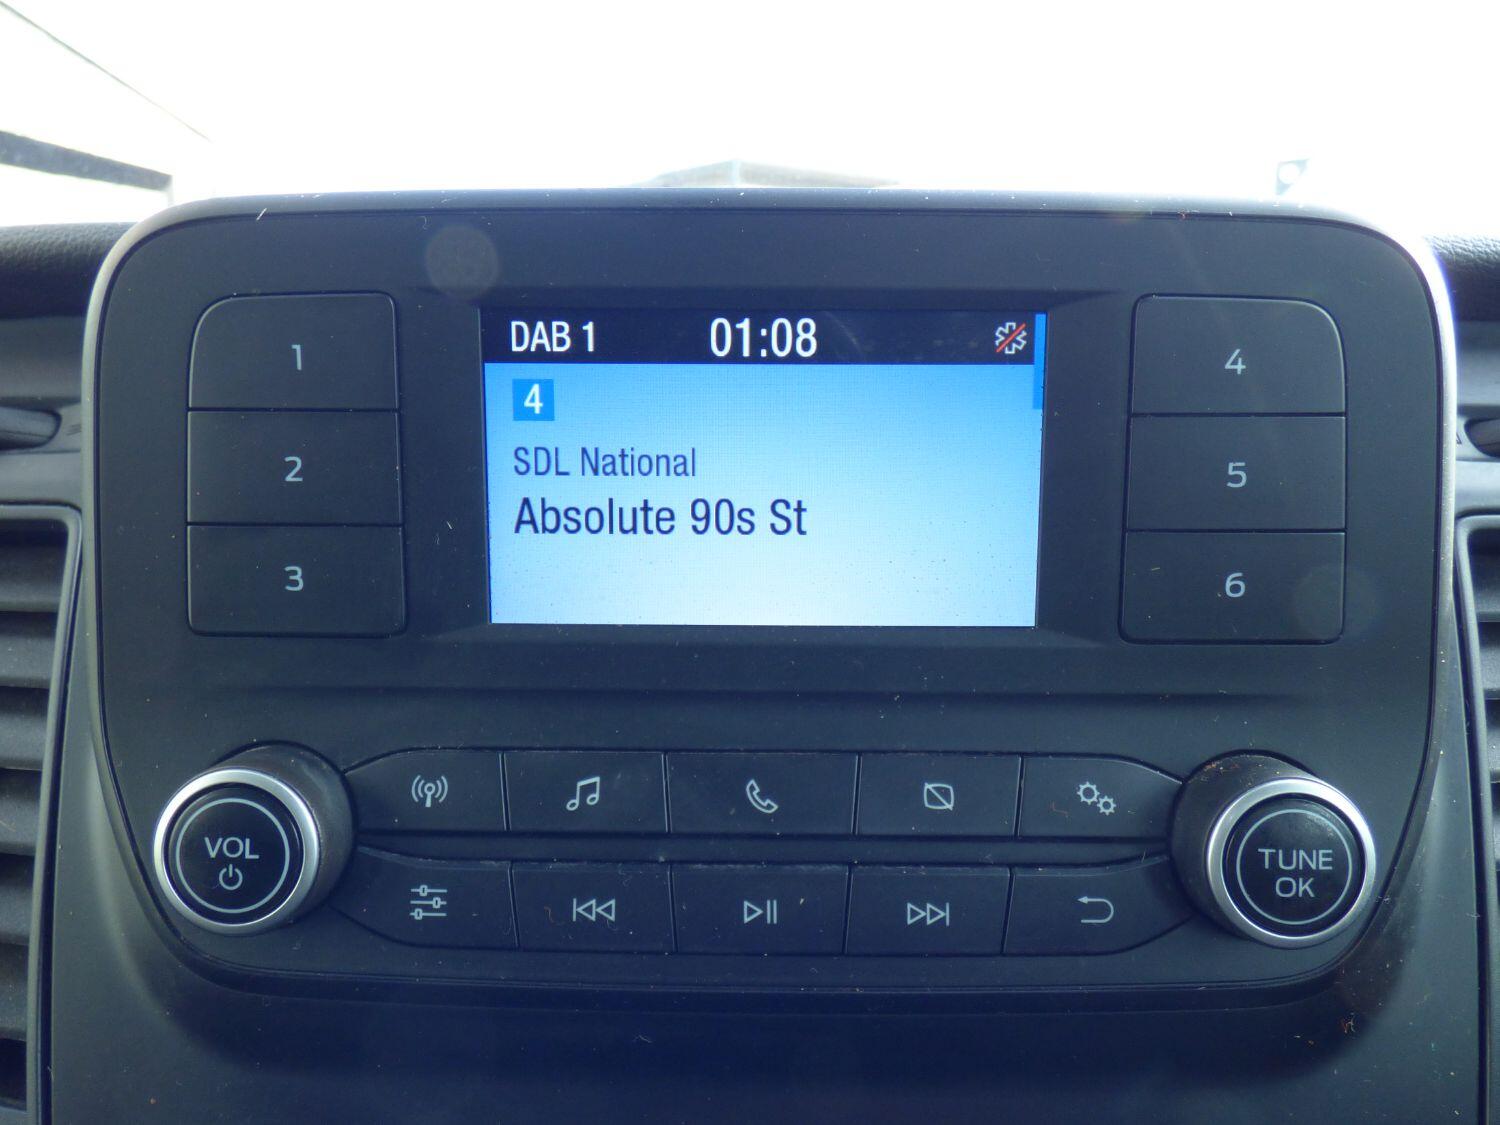 DAB 1 01:08
4
SDL National
Absolute 90s St
1
2
3
4
5
6
VOL
TUNE
OK